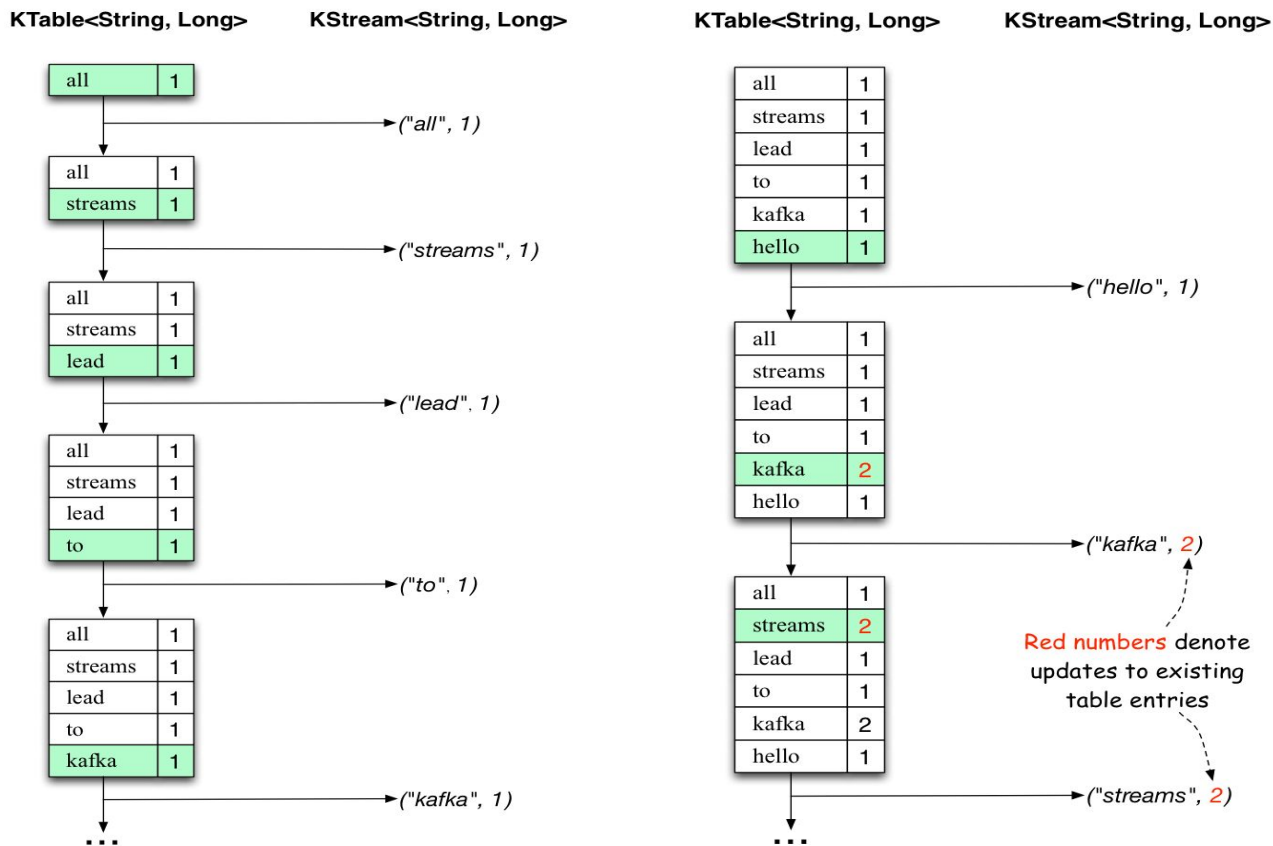 KTable<String, Long> KStream<String, Long>
all 1
("all", 1)
all 1
streams 1
("streams", 1)
all 1
streams 1
lead 1
("lead", 1)
all 1
streams 1
lead 1
to 1
("to", 1)
all 1
streams 1
lead 1
to 1
kafka 1
("kafka", 1)
...
KTable<String, Long> KStream<String, Long>
all 1
streams 1
lead 1
to 1
kafka 1
hello 1
("hello", 1)
all 1
streams 1
lead 1
to 1
kafka 2
hello 1
("kafka", 2)
all 1
streams 2
lead 1
to 1
kafka 2
hello 1
Red numbers denote
updates to existing
table entries
("streams", 2)
...